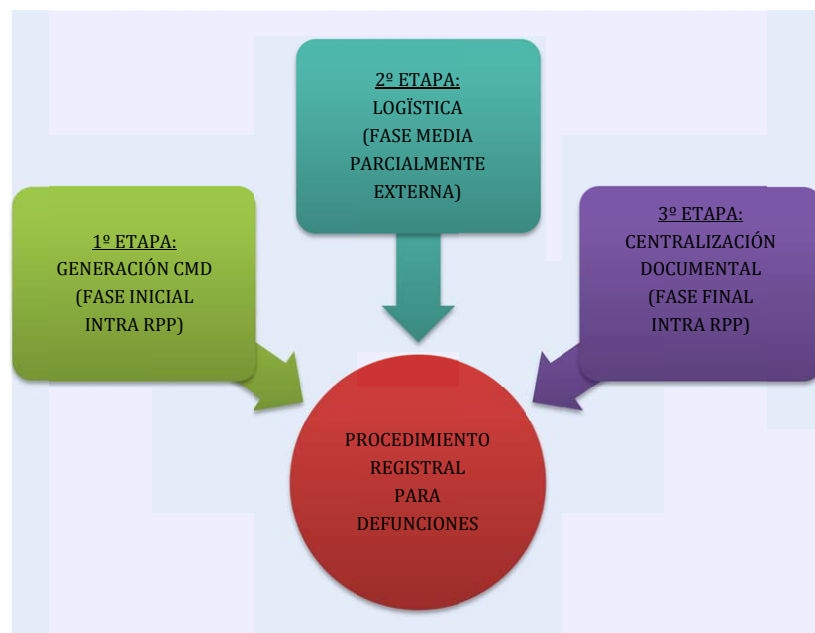 1º ETAPA:
GENERACIÓN CMD
(FASE INICIAL
INTRA RPP)
2º ETAPA:
LOGÏSTICA
(FASE MEDIA
PARCIALMENTE
EXTERNA)
3º ETAPA:
CENTRALIZACIÓN
DOCUMENTAL
(FASE FINAL
INTRA RPP)
PROCEDIMIENTO
REGISTRAL
PARA
DEFUNCIONES